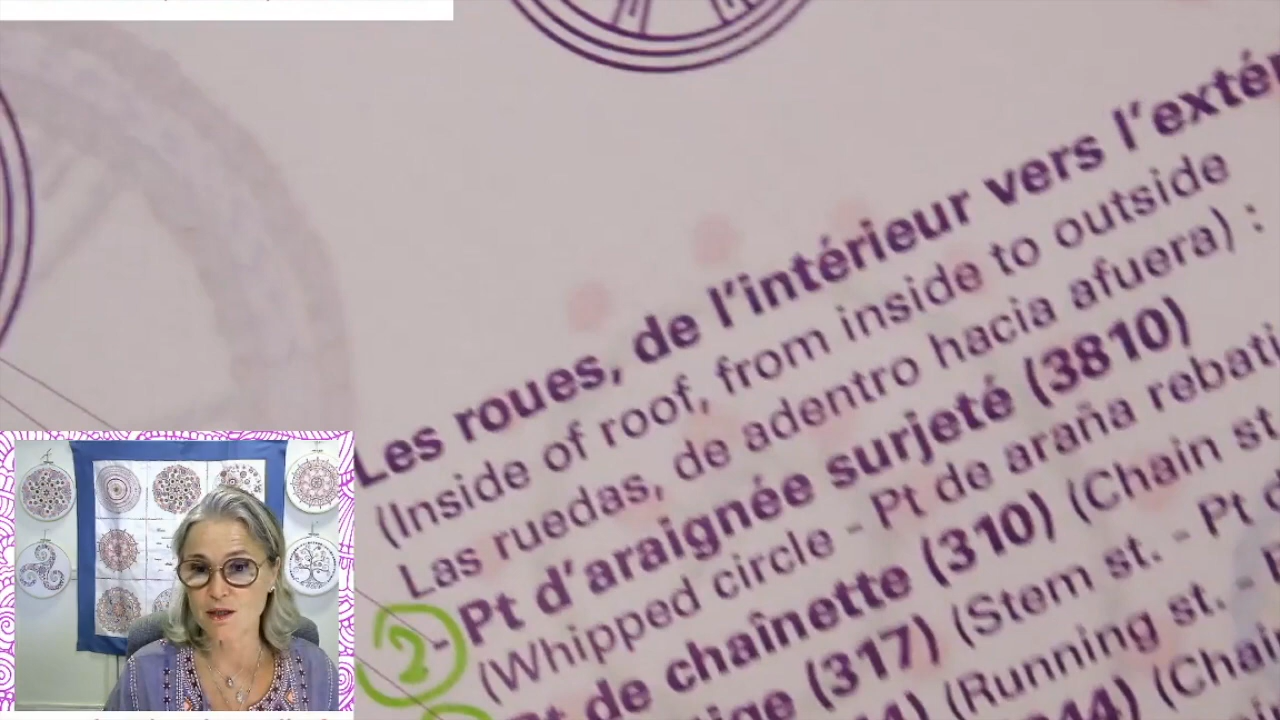 Les roues, de l'intérieur vers l'extér
(Inside of roof, from inside to outside
Las ruedas, de adentro hacia afuera) :
2 - Pt d'araignée surjeté (3810)
(Whipped circle - Pt de araña rebati
Pt de chaînette (310) (Chain st.
tige (317) (Stem st. - Pt d
(Running st. -
(Chai